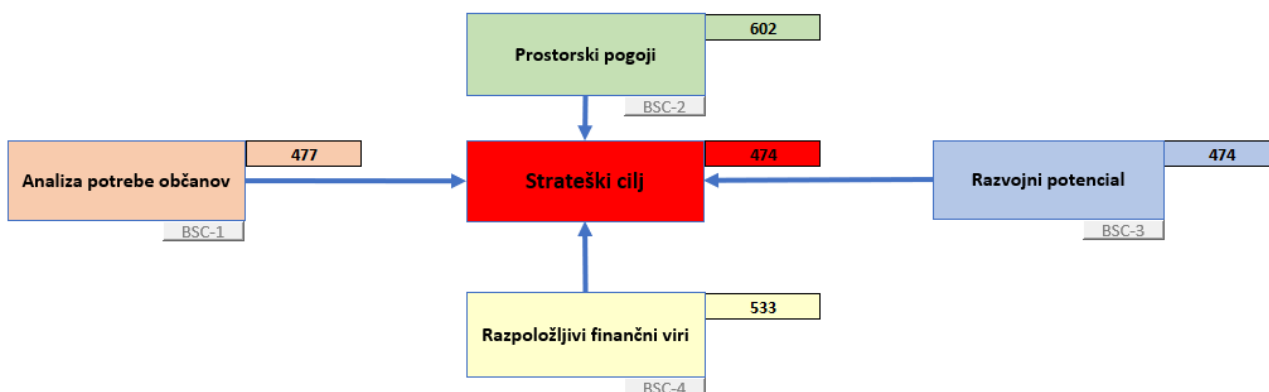 602
Prostorski pogoji
BSC-2
477
Analiza potrebe občanov
BSC-1
474
Strateški cilj
474
Razvojni potencial
BSC-3
533
Razpoložljivi finančni viri
BSC-4